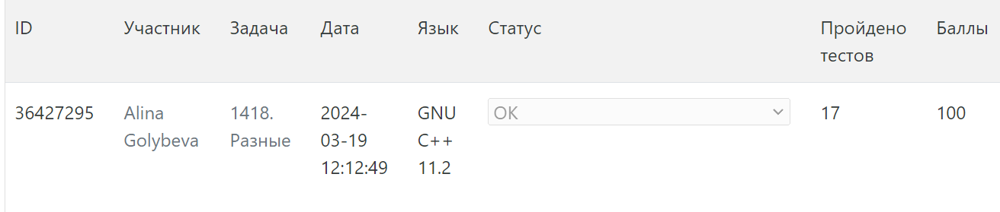 ID Участник Задача Дата Язык Статус Пройдено Баллы
тестов
36427295 Alina 1418. 2024- GNU OK 17 100
Golybeva Разные 03-19 C++
12:12:49 11.2